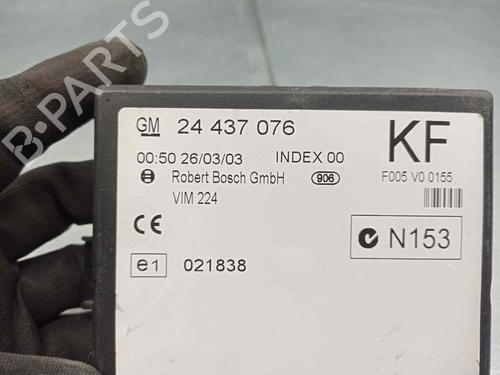 B-PARTS
GM 24 437 076
KF
00:50 26/03/03 INDEX 00
F005 V0 0155
Robert Bosch GmbH 906
VIM 224
CE
N153
e1 021838